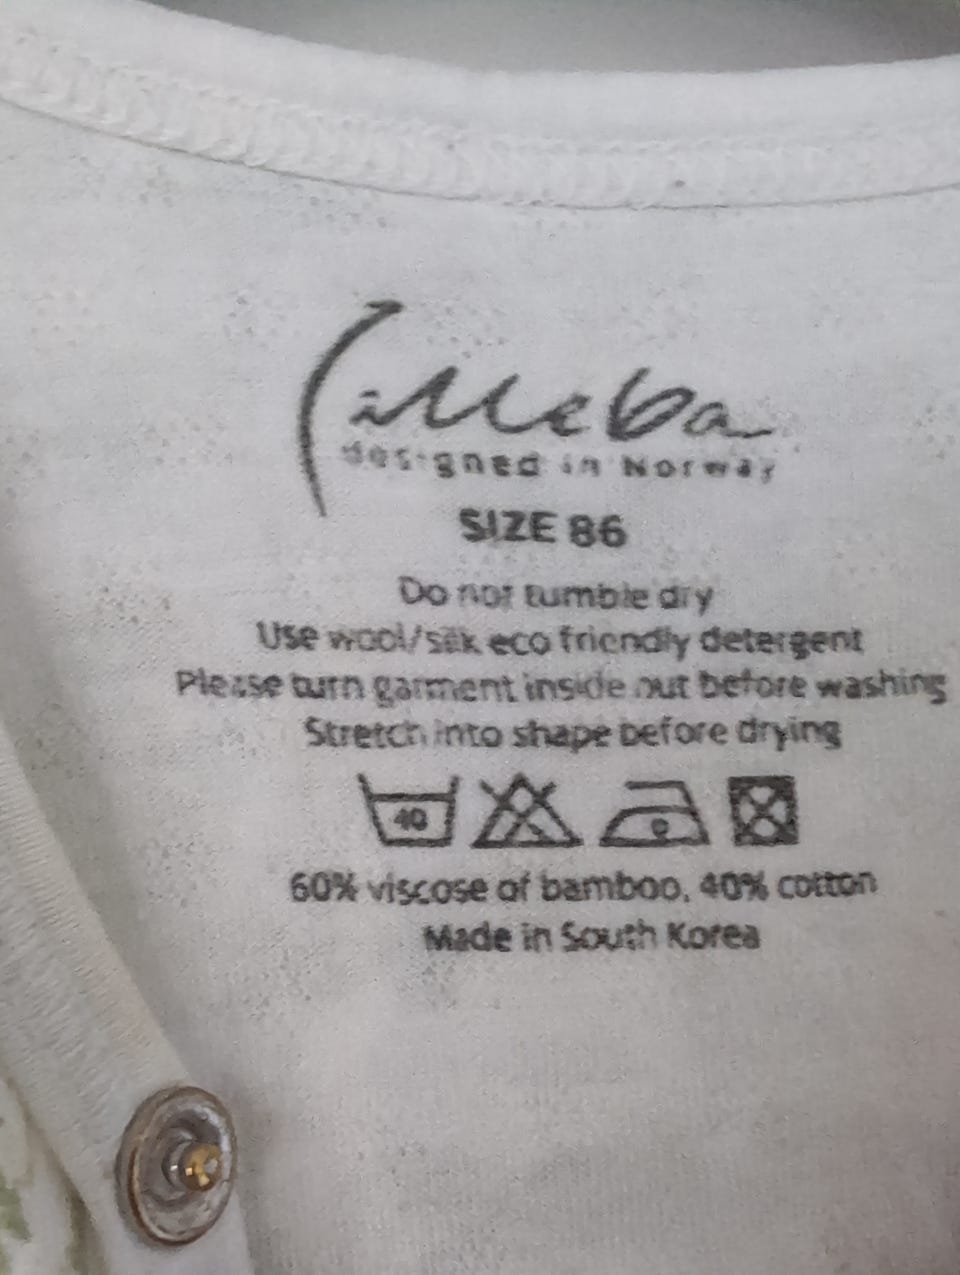 Lilleba
designed in Norway
SIZE 86
Do not tumble dry
Use wool/silk eco friendly detergent
Please turn garment inside out before washing
Stretch into shape before drying
40
60% viscose of bamboo, 40% cotton
Made in South Korea